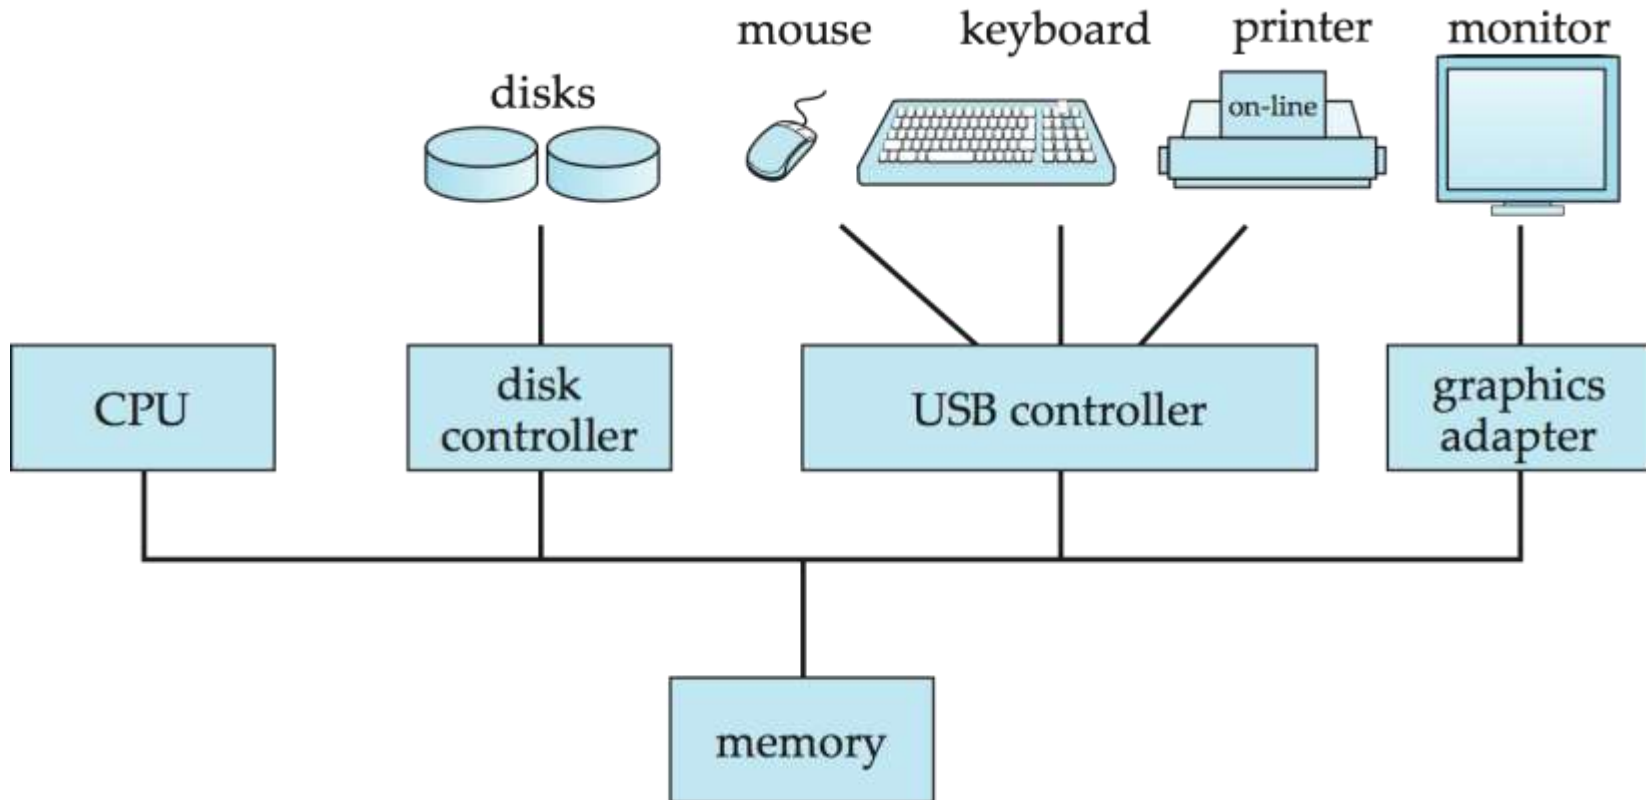 mouse
keyboard
printer
monitor
disks
on-line
CPU
disk
controller
USB controller
graphics
adapter
memory